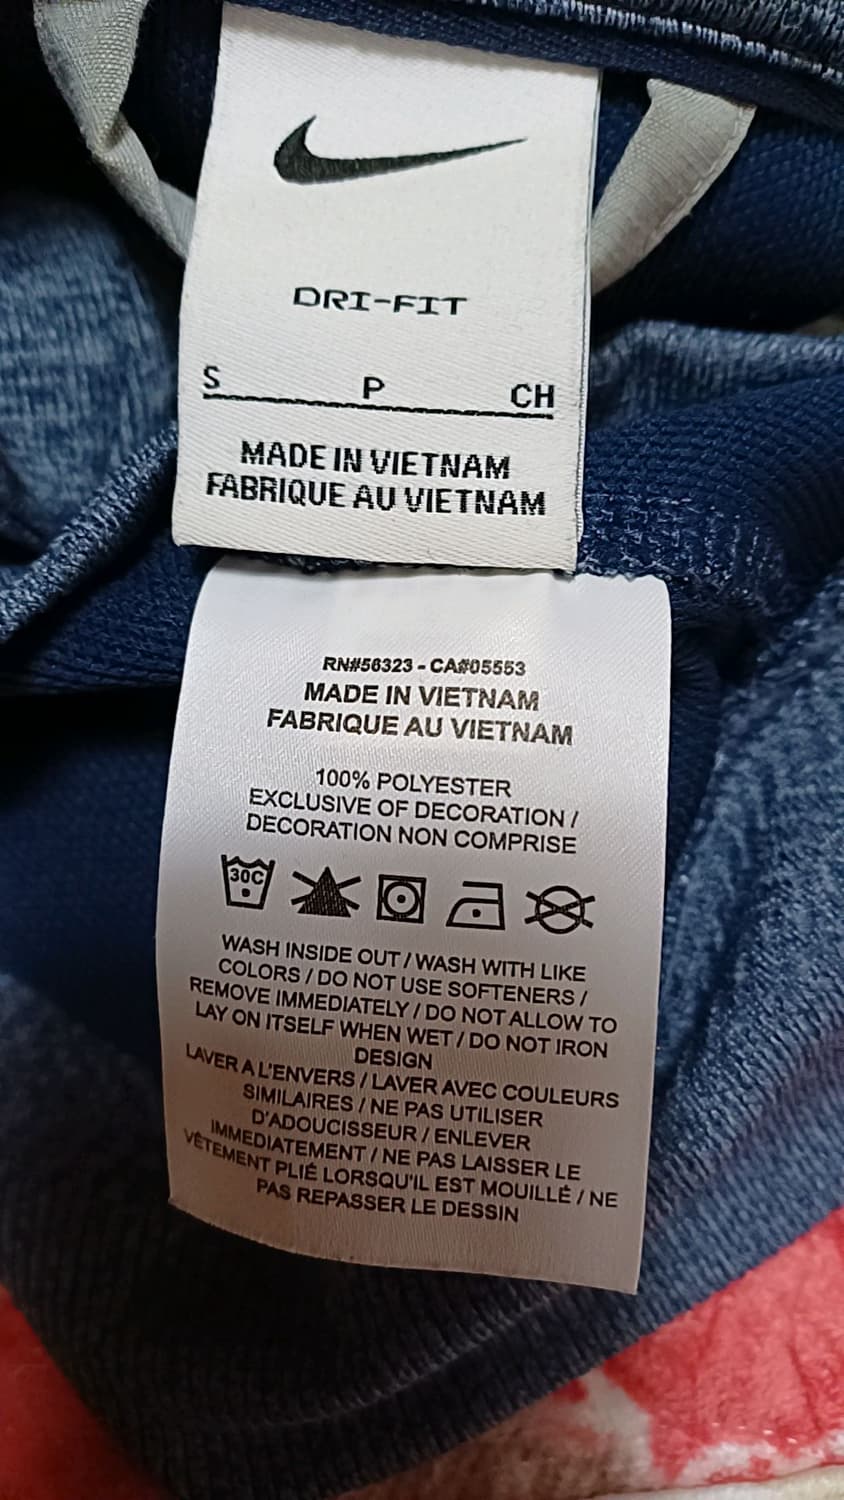 DRI-FIT
S P CH
MADE IN VIETNAM
FABRIQUE AU VIETNAM
RN#56323 - CA#05553
MADE IN VIETNAM
FABRIQUE AU VIETNAM
100% POLYESTER
EXCLUSIVE OF DECORATION /
DECORATION NON COMPRISE
30C
WASH INSIDE OUT / WASH WITH LIKE
COLORS / DO NOT USE SOFTENERS /
REMOVE IMMEDIATELY / DO NOT ALLOW TO
LAY ON ITSELF WHEN WET / DO NOT IRON
DESIGN
LAVER A L'ENVERS / LAVER AVEC COULEURS
SIMILAIRES / NE PAS UTILISER
D'ADOUCISSEUR / ENLEVER
IMMEDIATEMENT / NE PAS LAISSER LE
VÊTEMENT PLIÉ LORSQU'IL EST MOUILLÉ / NE
PAS REPASSER LE DESSIN